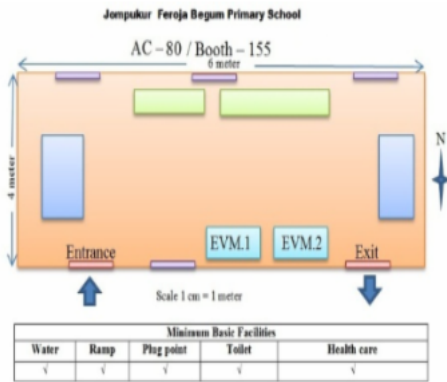 Jompukur Feroja Begum Primary School
AC – 80 / Booth – 155
6 meter
4 meter
N
EVM.1 EVM.2
Entrance Exit
Scale 1 cm = 1 meter
Minimum Basic Facilities
Water Ramp Plug point Toilet Health care
√ √ √ √ √